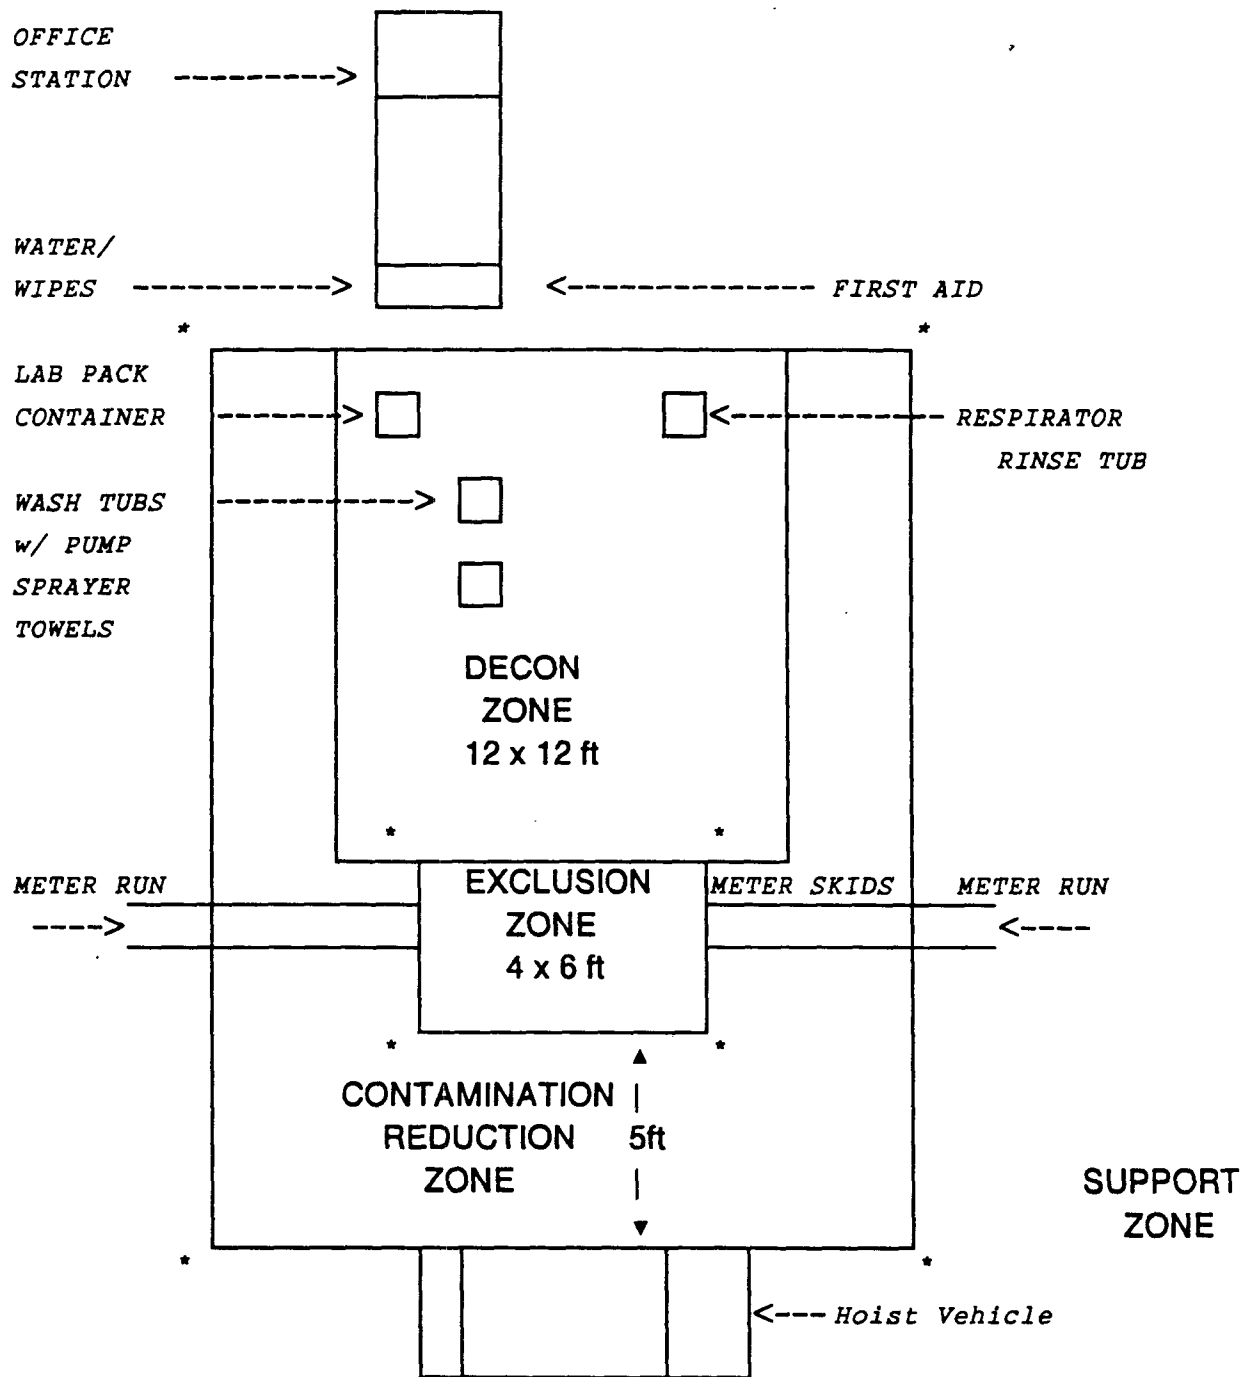 OFFICE
STATION ------------>
WATER/
WIPES ------------->
<--------------- FIRST AID
* *
LAB PACK
CONTAINER --------->
<------------- RESPIRATOR
RINSE TUB
WASH TUBS ------------->
w/ PUMP
SPRAYER
TOWELS
DECON
ZONE
12 x 12 ft
* *
METER RUN
---->
EXCLUSION
ZONE
4 x 6 ft
METER SKIDS
METER RUN
<----
* *
CONTAMINATION
REDUCTION
ZONE
5ft
SUPPORT
ZONE
* *
<--- Hoist Vehicle